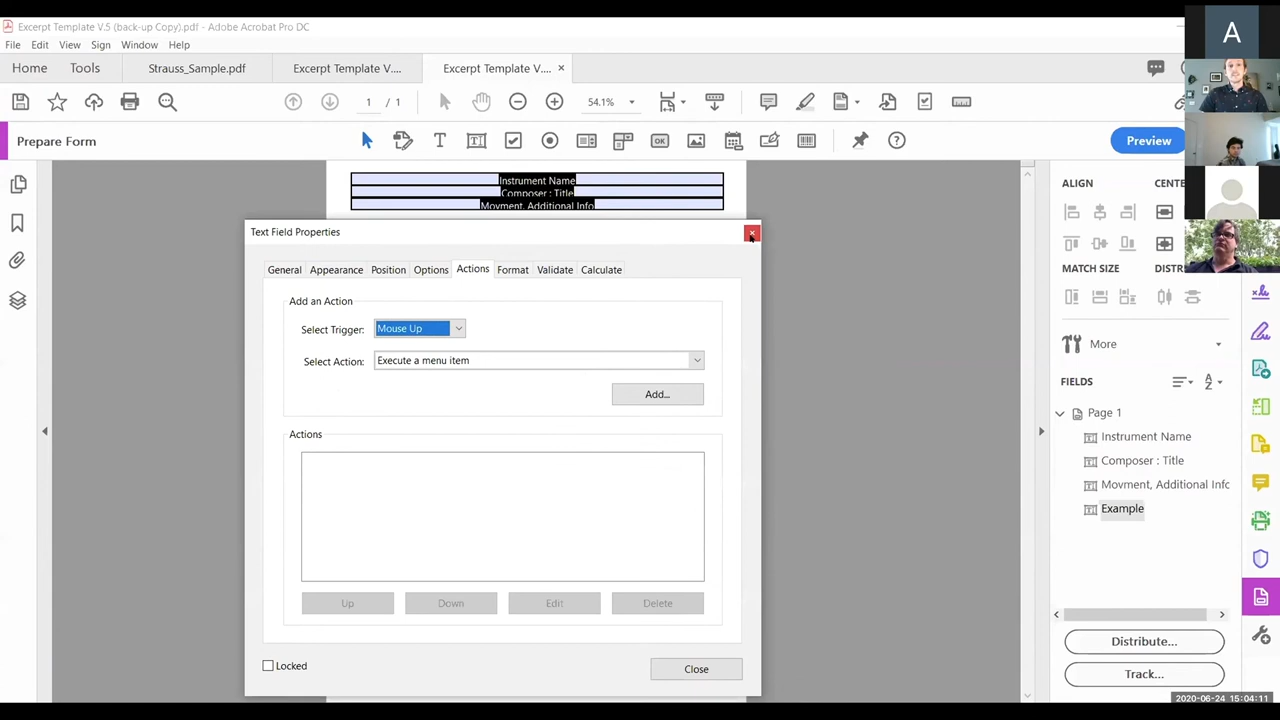 Excerpt Template V.5 (back-up Copy).pdf - Adobe Acrobat Pro DC
File Edit View Sign Window Help
Home Tools Strauss_Sample.pdf Excerpt Template V.... Excerpt Template V... ×
1 / 1 54.1%
Prepare Form OK Preview
Instrument Name
Composer : Title
Movment, Additional Info
Text Field Properties
General Appearance Position Options Actions Format Validate Calculate
Add an Action
Select Trigger: Mouse Up
Select Action: Execute a menu item
Add...
Actions
Up Down Edit Delete
Locked
Close
A
ALIGN CENTE
MATCH SIZE DISTR
More
FIELDS
Page 1
Instrument Name
Composer : Title
Movment, Additional Infc
Example
Distribute...
Track...
2020-06-24 15:04:11